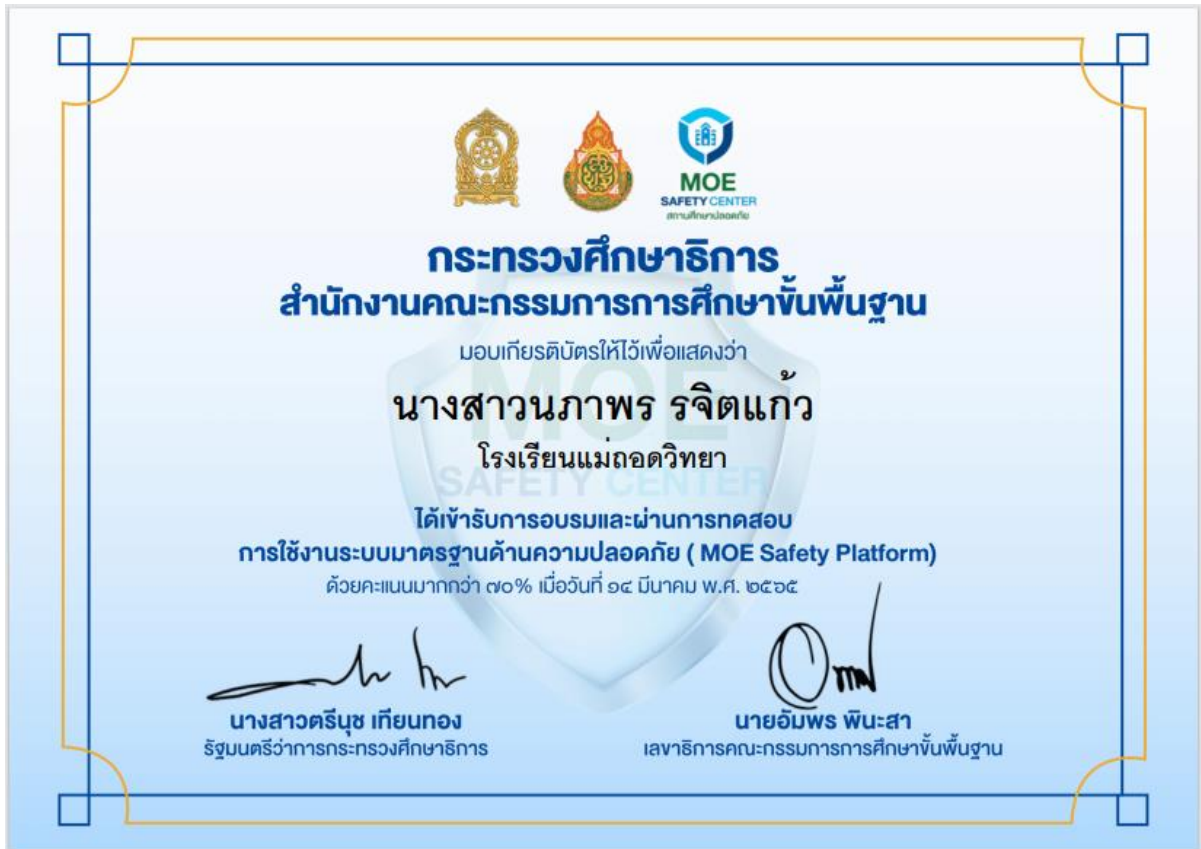 MOE
SAFETY CENTER
สถานศึกษาปลอดภัย
กระทรวงศึกษาธิการ
สำนักงานคณะกรรมการการศึกษาขั้นพื้นฐาน
มอบเกียรติบัตรให้ไว้เพื่อแสดงว่า
MOE
นางสาวนภาพร รจิตแก้ว
โรงเรียนแม่ถอดวิทยา
SAFETY CENTER
ได้เข้ารับการอบรมและผ่านการทดสอบ
การใช้งานระบบมาตรฐานด้านความปลอดภัย ( MOE Safety Platform)
ด้วยคะแนนมากกว่า ๗๐% เมื่อวันที่ ๑๔ มีนาคม พ.ศ. ๒๕๖๕
นางสาวตรีนุช เทียนทอง
รัฐมนตรีว่าการกระทรวงศึกษาธิการ
นายอัมพร พินะสา
เลขาธิการคณะกรรมการการศึกษาขั้นพื้นฐาน